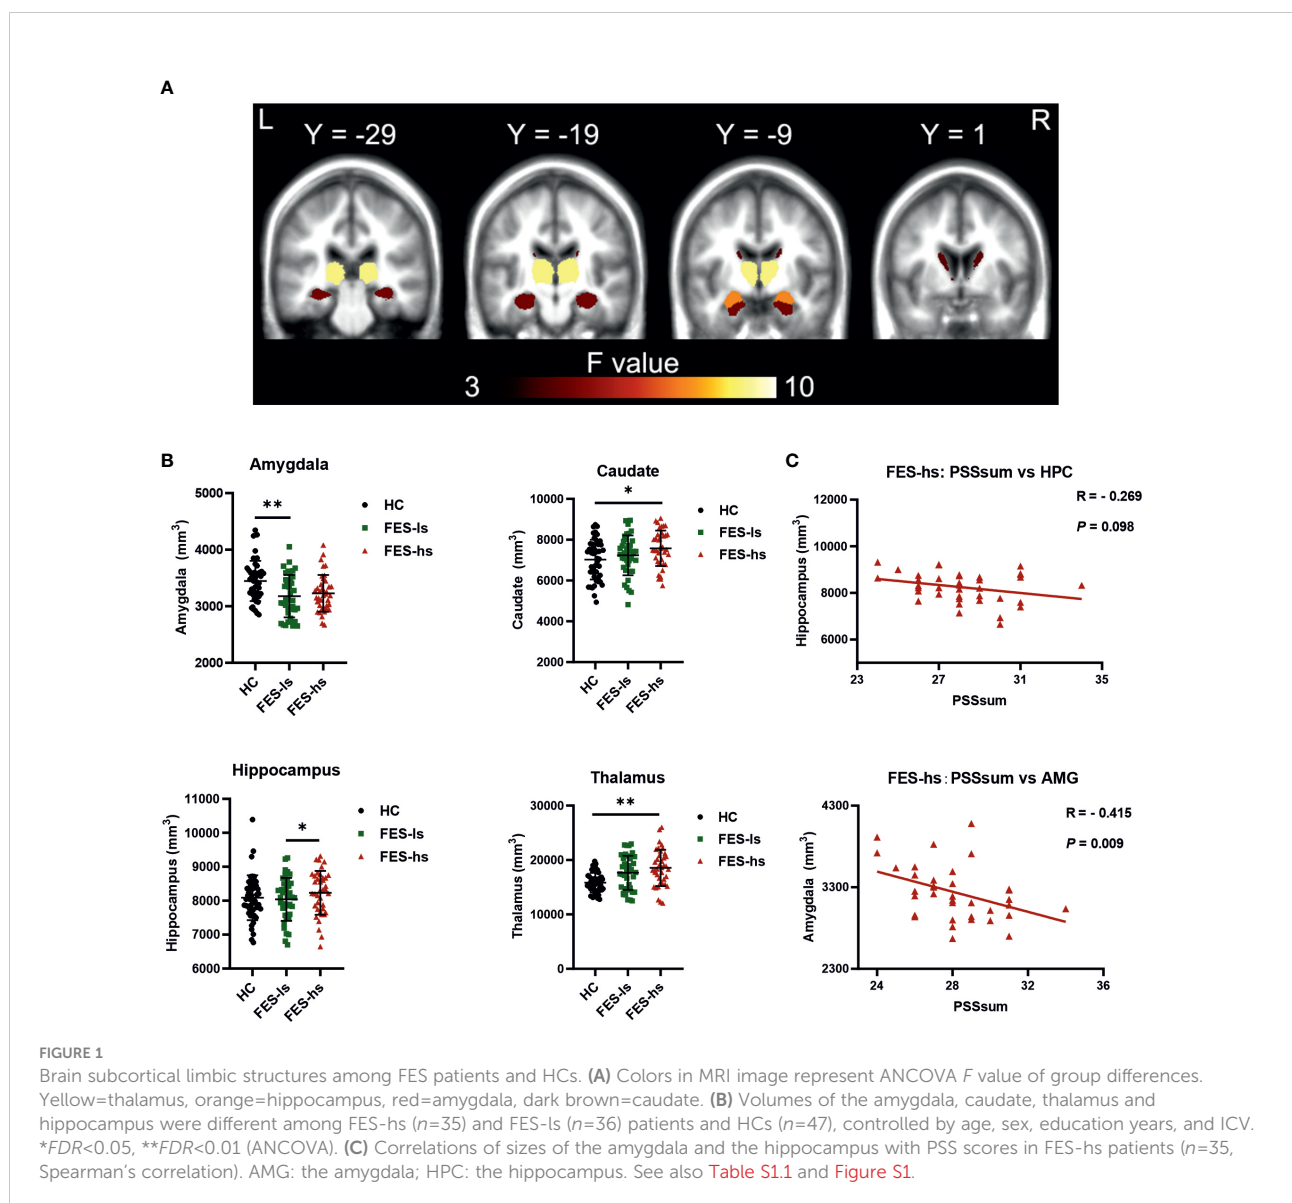 A
L
R
Y = -29
Y = -19
Y = -9
Y = 1
F value
3
10
B
Amygdala
5000
4000
3000
2000
Amygdala (mm³)
**
HC
FES-ls
FES-hs
HC
FES-ls
FES-hs
Caudate
10000
8000
6000
4000
2000
Caudate (mm³)
*
HC
FES-ls
FES-hs
HC
FES-ls
FES-hs
C
FES-hs: PSSsum vs HPC
R = - 0.269
P = 0.098
12000
10000
8000
6000
Hippocampus (mm³)
23
27
31
35
PSSsum
Hippocampus
11000
10000
9000
8000
7000
6000
Hippocampus (mm³)
*
HC
FES-ls
FES-hs
HC
FES-ls
FES-hs
Thalamus
30000
20000
10000
0
Thalamus (mm³)
**
HC
FES-ls
FES-hs
HC
FES-ls
FES-hs
FES-hs: PSSsum vs AMG
R = - 0.415
P = 0.009
4300
3300
2300
Amygdala (mm³)
24
28
32
36
PSSsum
FIGURE 1
Brain subcortical limbic structures among FES patients and HCs. (A) Colors in MRI image represent ANCOVA F value of group differences.
Yellow=thalamus, orange=hippocampus, red=amygdala, dark brown=caudate. (B) Volumes of the amygdala, caudate, thalamus and
hippocampus were different among FES-hs (n=35) and FES-ls (n=36) patients and HCs (n=47), controlled by age, sex, education years, and ICV.
*FDR<0.05, **FDR<0.01 (ANCOVA). (C) Correlations of sizes of the amygdala and the hippocampus with PSS scores in FES-hs patients (n=35,
Spearman's correlation). AMG: the amygdala; HPC: the hippocampus. See also Table S1.1 and Figure S1.